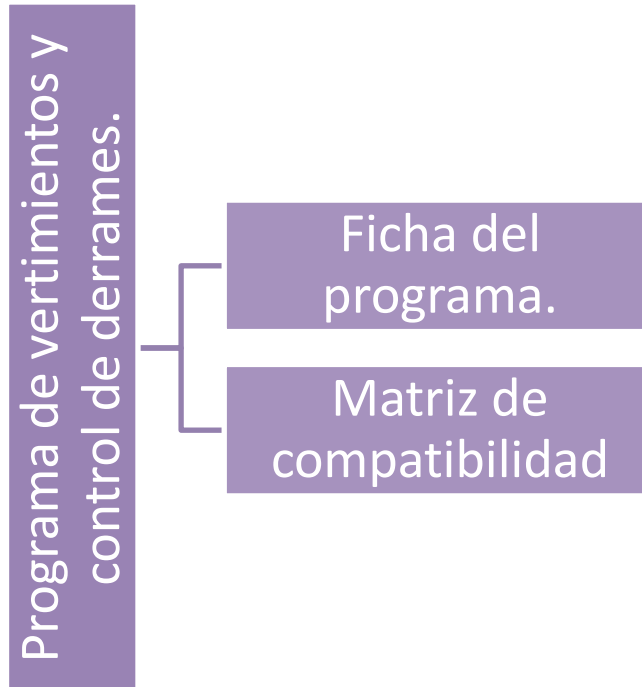 Programa de vertimientos y
control de derrames.
Ficha del
programa.
Matriz de
compatibilidad